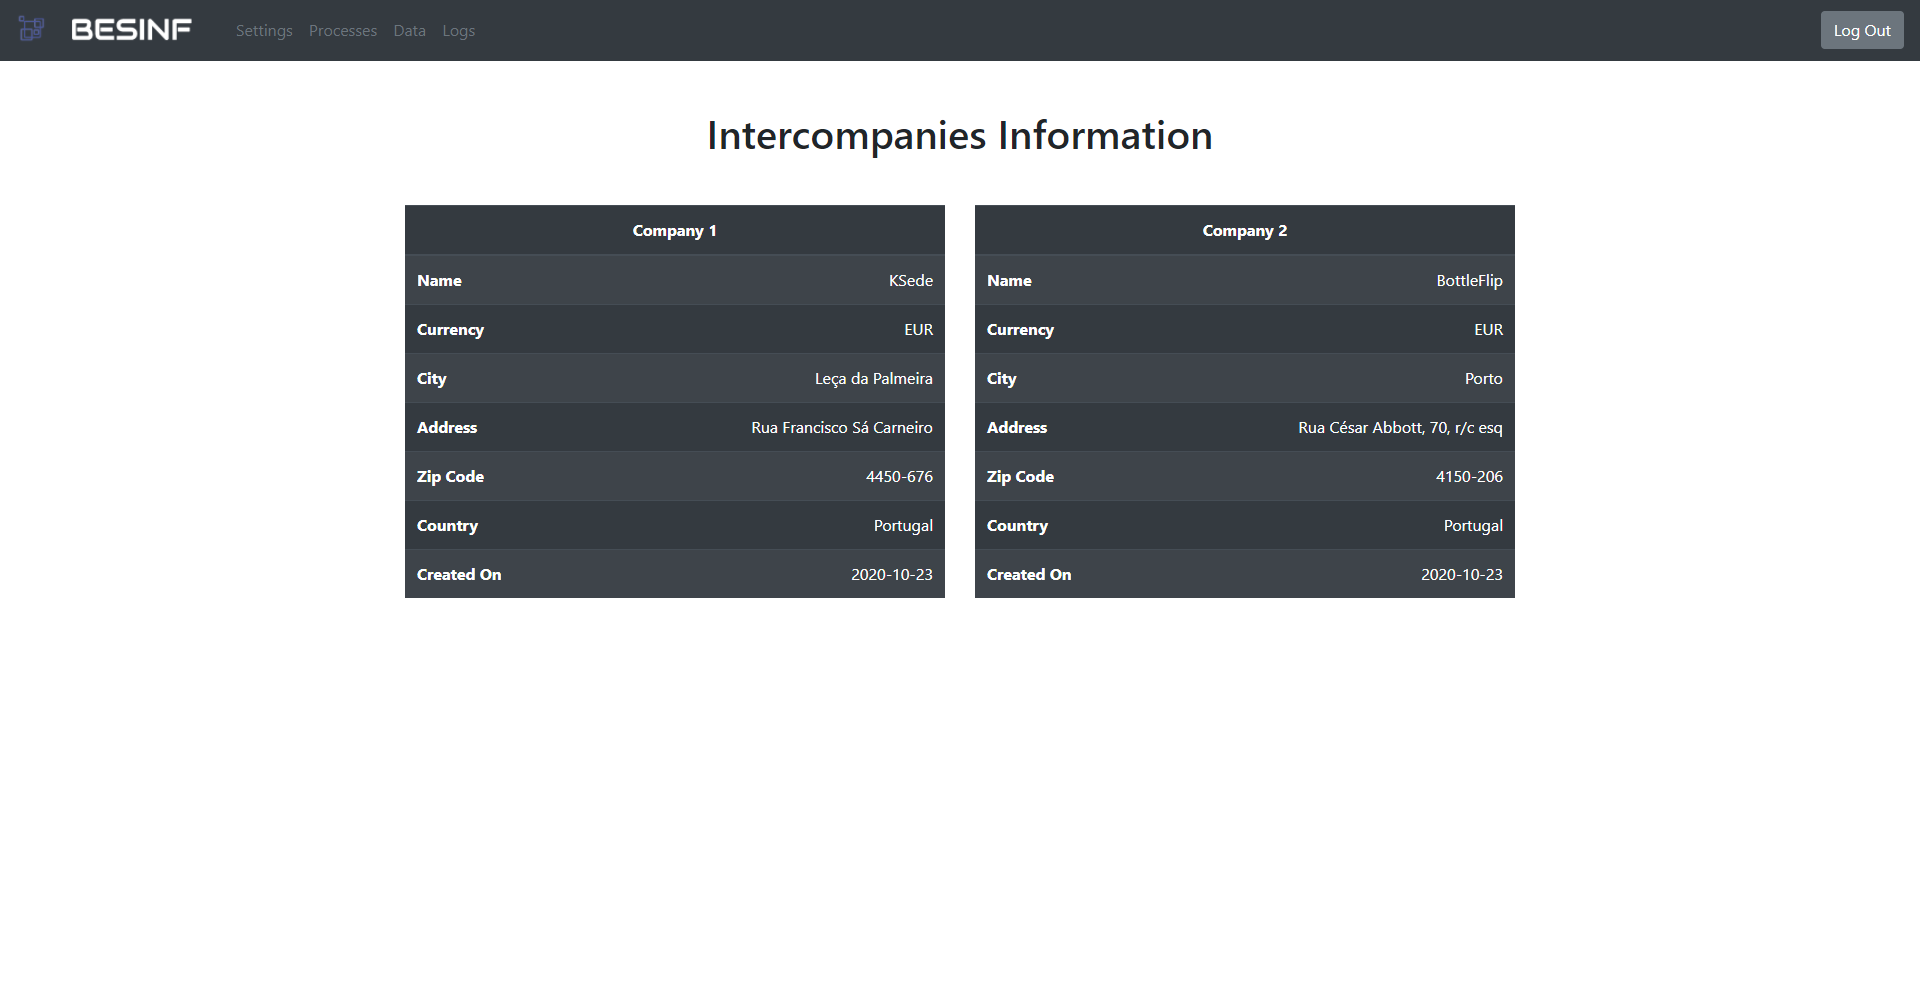 BESINF Settings Processes Data Logs Log Out
Intercompanies Information
Company 1
Name KSede
Currency EUR
City Leça da Palmeira
Address Rua Francisco Sá Carneiro
Zip Code 4450-676
Country Portugal
Created On 2020-10-23
Company 2
Name BottleFlip
Currency EUR
City Porto
Address Rua César Abbott, 70, r/c esq
Zip Code 4150-206
Country Portugal
Created On 2020-10-23